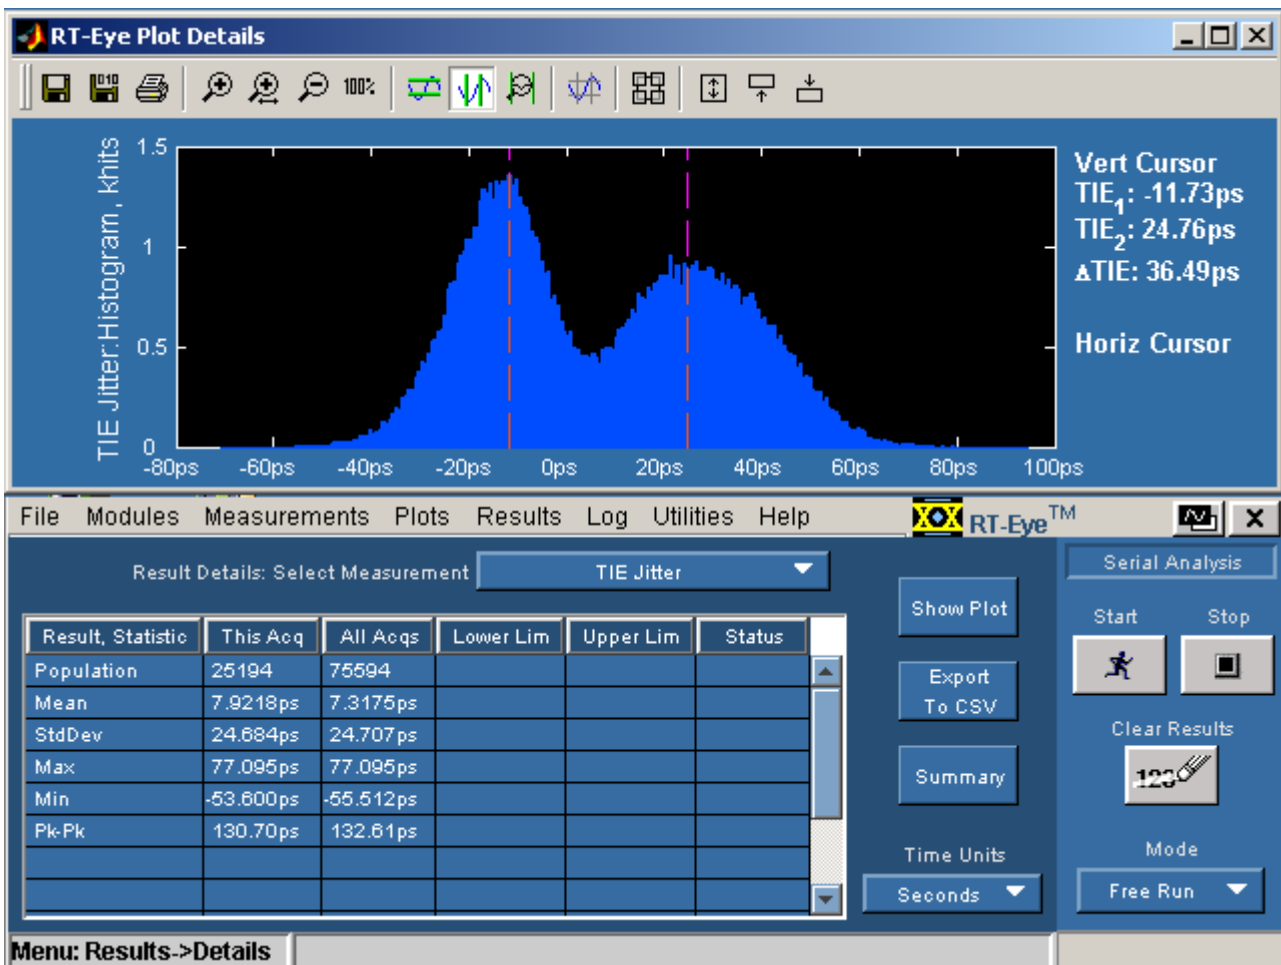 RT-Eye Plot Details
010
100%
TIE Jitter:Histogram, khits
1.5
1
0.5
0
-80ps -60ps -40ps -20ps 0ps 20ps 40ps 60ps 80ps 100ps
Vert Cursor
TIE1: -11.73ps
TIE2: 24.76ps
ΔTIE: 36.49ps
Horiz Cursor
File Modules Measurements Plots Results Log Utilities Help RT-Eye™
Result Details: Select Measurement TIE Jitter
Result, Statistic This Acq All Acqs Lower Lim Upper Lim Status
Population 25194 75594
Mean 7.9218ps 7.3175ps
StdDev 24.684ps 24.707ps
Max 77.095ps 77.095ps
Min -53.600ps -55.512ps
Pk-Pk 130.70ps 132.61ps
Show Plot
Export
To CSV
Summary
Time Units
Seconds
Serial Analysis
Start Stop
Clear Results
123
Mode
Free Run
Menu: Results->Details